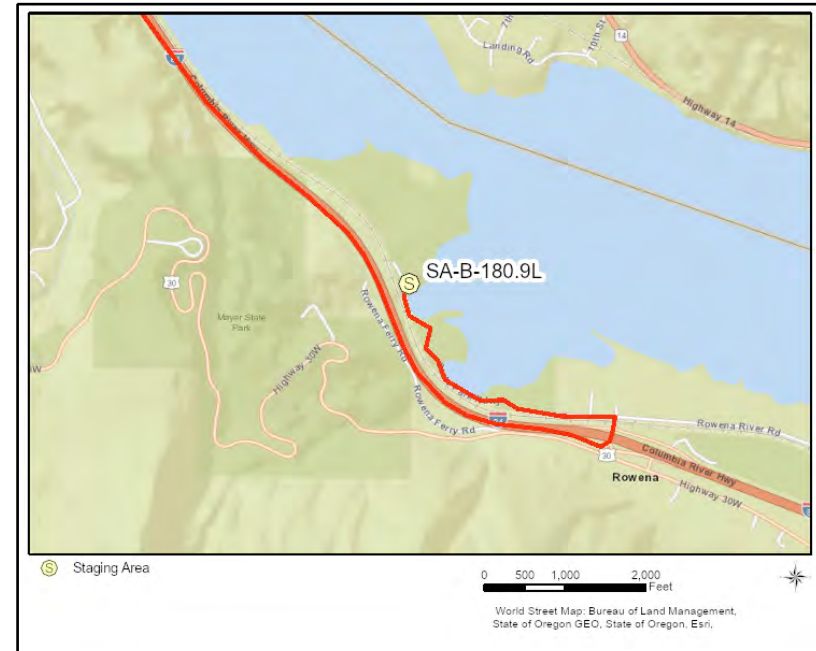 7th
Landing Rd
10th St
14
Highway 14
Columbia River Hwy
SA-B-180.9L
S
30
Mayer State
Park
Rowena Ferry Rd
Highway 30W
Rowena Ferry Rd
Rowena River Rd
30
Columbia River Hwy
Rowena
Highway 30W
S Staging Area
0 500 1,000 2,000
Feet
World Street Map: Bureau of Land Management,
State of Oregon GEO, State of Oregon, Esri,